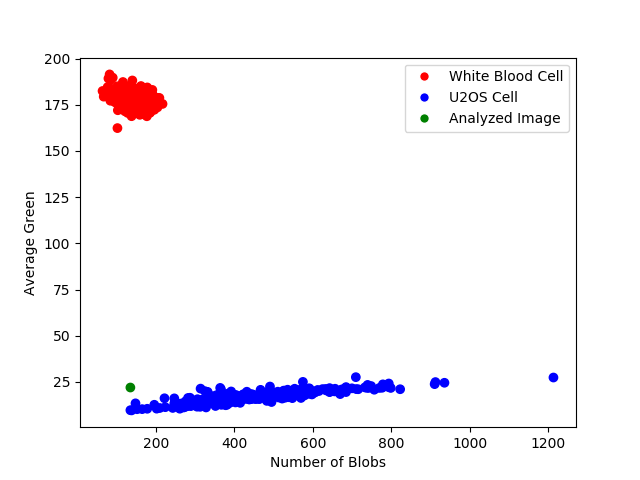 200
175
150
125
100
75
50
25
Average Green
White Blood Cell
U2OS Cell
Analyzed Image
200 400 600 800 1000 1200
Number of Blobs